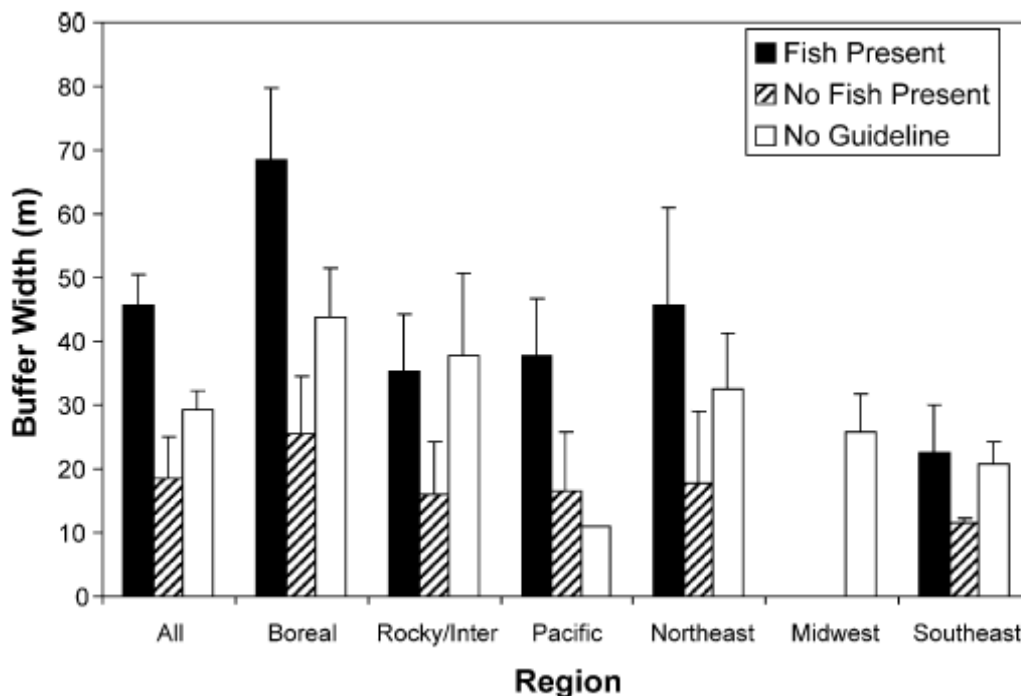 90
80
70
60
50
40
30
20
10
0
Buffer Width (m)
Fish Present
No Fish Present
No Guideline
All Boreal Rocky/Inter Pacific Northeast Midwest Southeast
Region